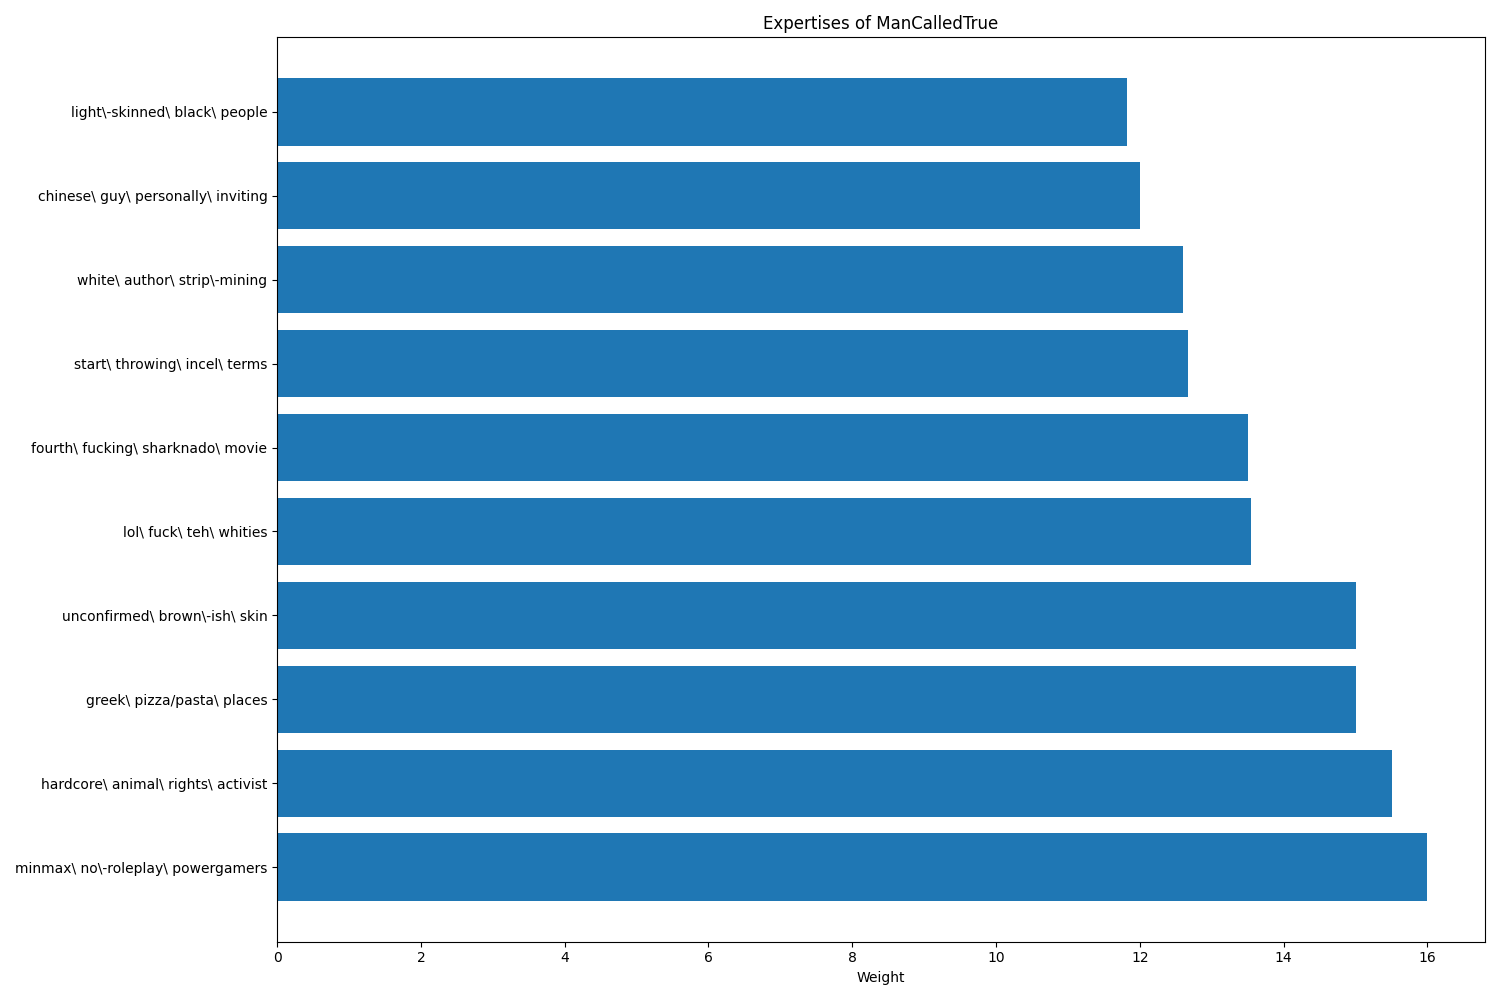 Expertises of ManCalledTrue
light\-skinned\ black\ people
chinese\ guy\ personally\ inviting
white\ author\ strip\-mining
start\ throwing\ incel\ terms
fourth\ fucking\ sharknado\ movie
lol\ fuck\ teh\ whities
unconfirmed\ brown\-ish\ skin
greek\ pizza/pasta\ places
hardcore\ animal\ rights\ activist
minmax\ no\-roleplay\ powergamers
0 2 4 6 8 10 12 14 16
Weight